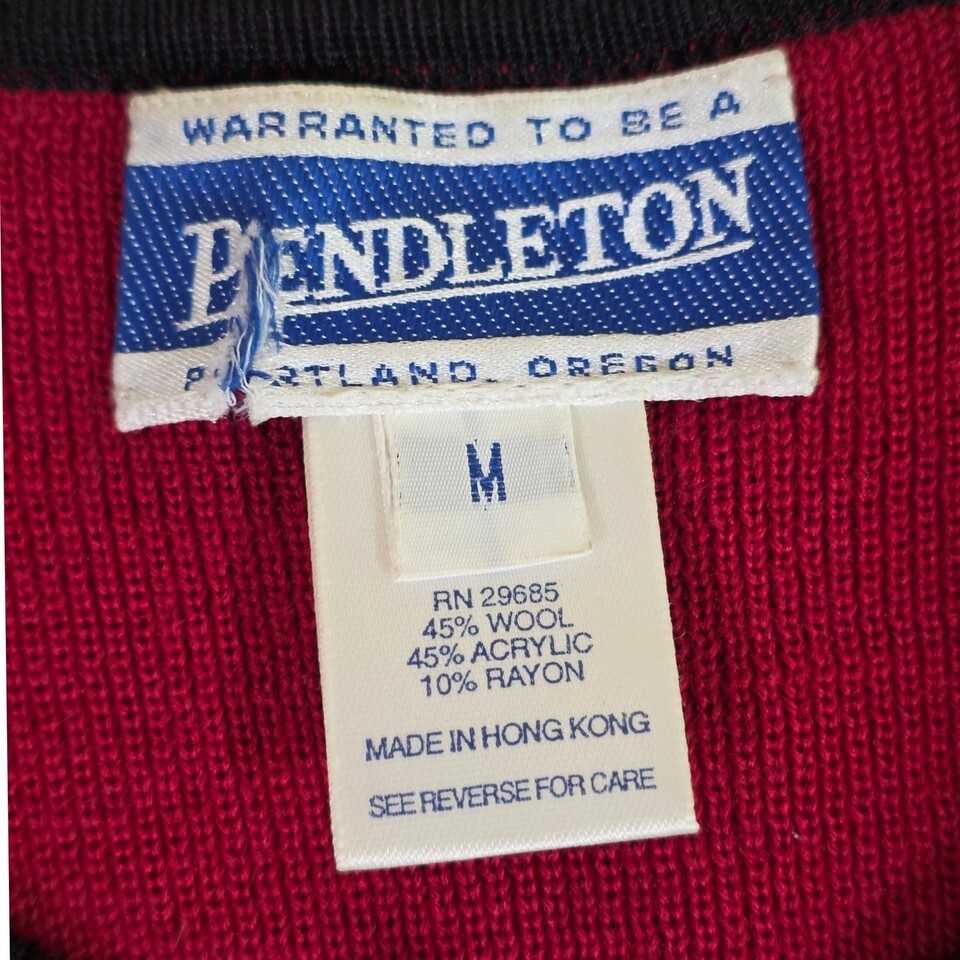 WARRANTED TO BE A
PENDLETON
PORTLAND, OREGON
M
RN 29685
45% WOOL
45% ACRYLIC
10% RAYON
MADE IN HONG KONG
SEE REVERSE FOR CARE